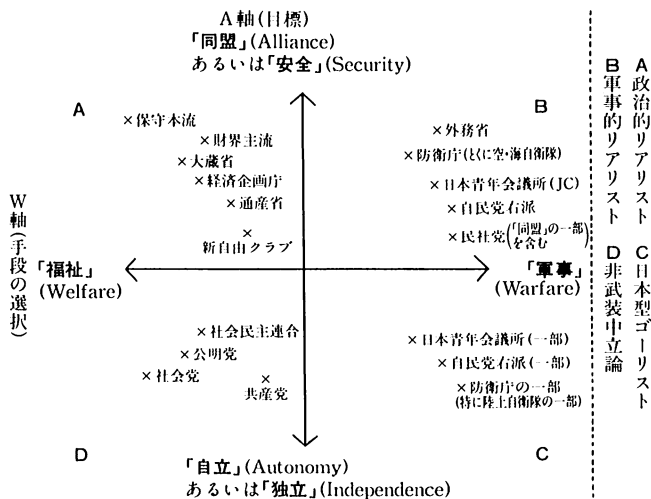 A軸(目標)
「同盟」(Alliance)
あるいは「安全」(Security)
A
B
×保守本流
×財界主流
×大蔵省
×経済企画庁
×通産省
×
新自由クラブ
×外務省
×防衛庁(とくに空・海自衛隊)
×日本青年会議所(JC)
×自民党右派
×民社党(「同盟」の一部を含む)
W軸(手段の選択)
「福祉」
(Welfare)
「軍事」
(Warfare)
×社会民主連合
×公明党
×社会党
×
共産党
×日本青年会議所(一部)
×自民党右派(一部)
×防衛庁の一部
(特に陸上自衛隊の一部)
D
C
「自立」(Autonomy)
あるいは「独立」(Independence)
A 政治的リアリスト
B 軍事的リアリスト
C 日本型ゴーリスト
D 非武装中立論